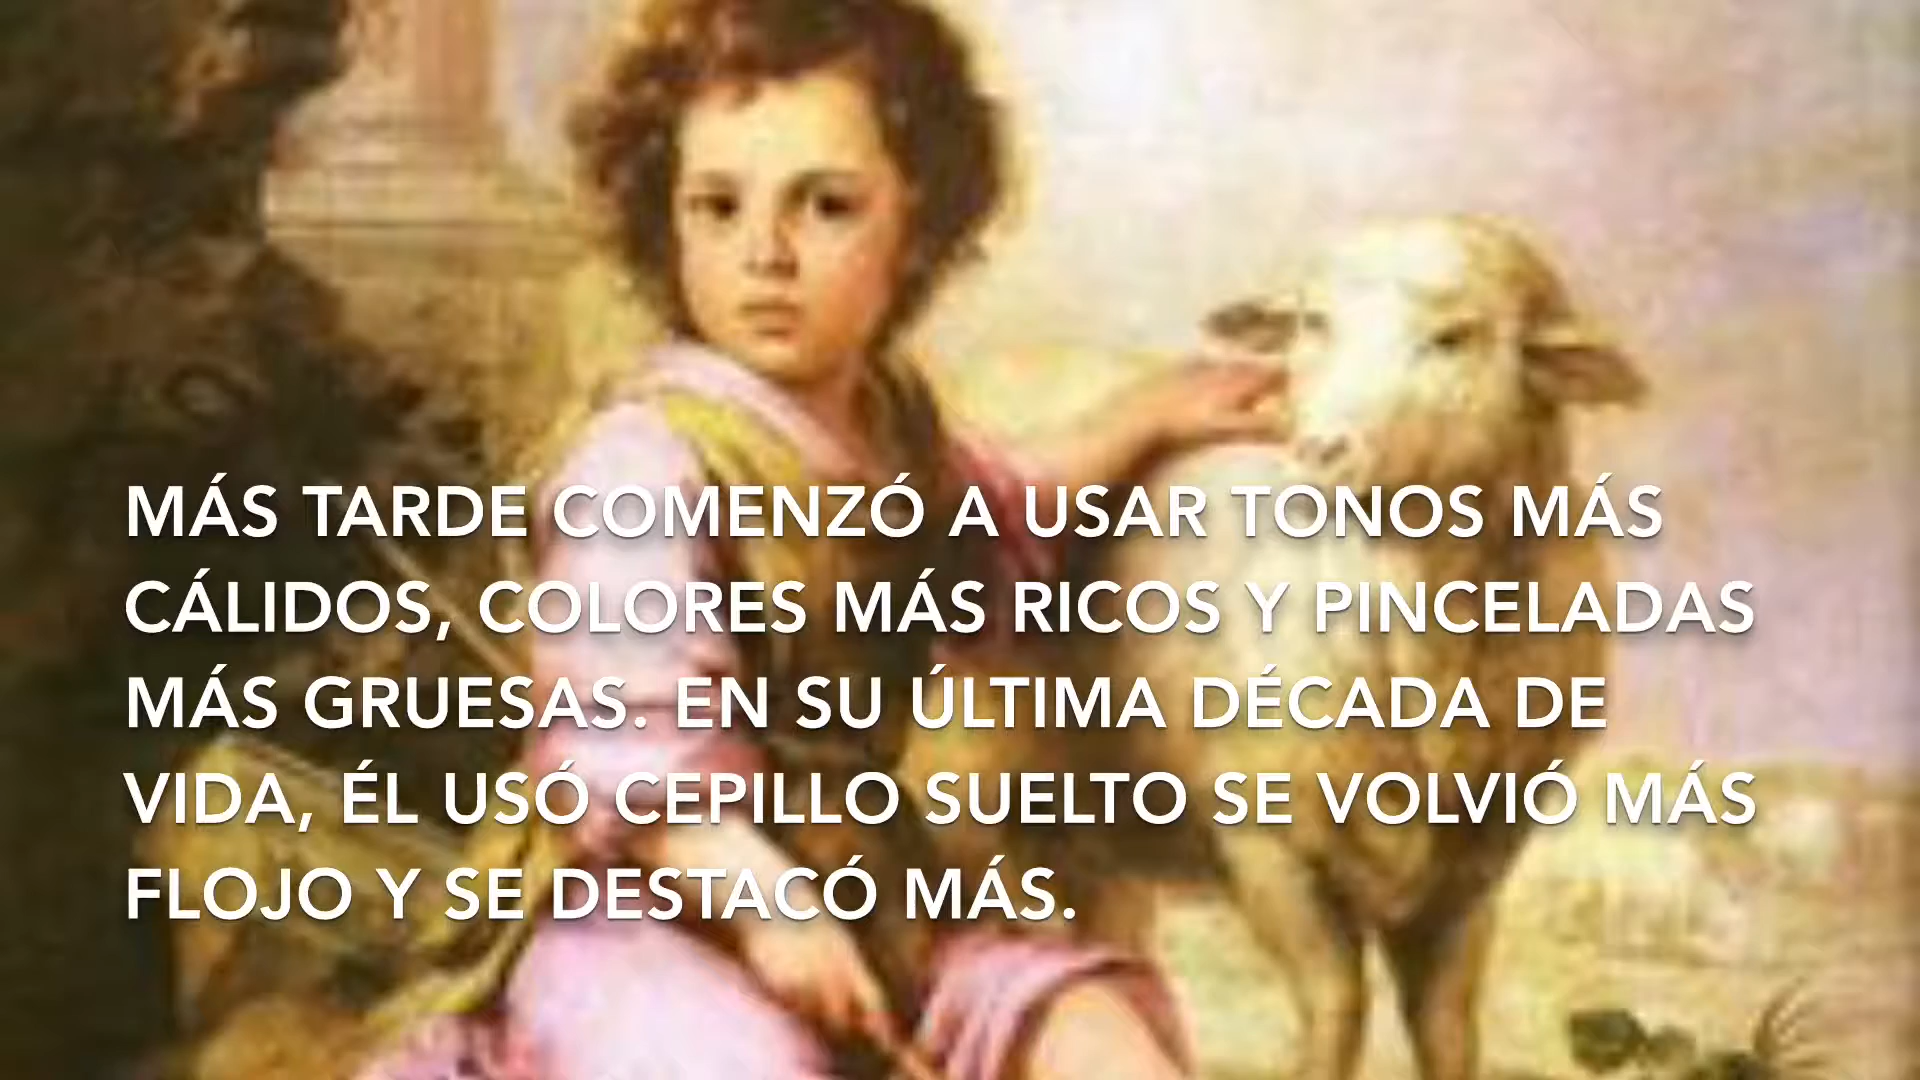 MÁS TARDE COMENZÓ A USAR TONOS MÁS
CÁLIDOS, COLORES MÁS RICOS Y PINCELADAS
MÁS GRUESAS. EN SU ÚLTIMA DÉCADA DE
VIDA, ÉL USÓ CEPILLO SUELTO SE VOLVIÓ MÁS
FLOJO Y SE DESTACÓ MÁS.